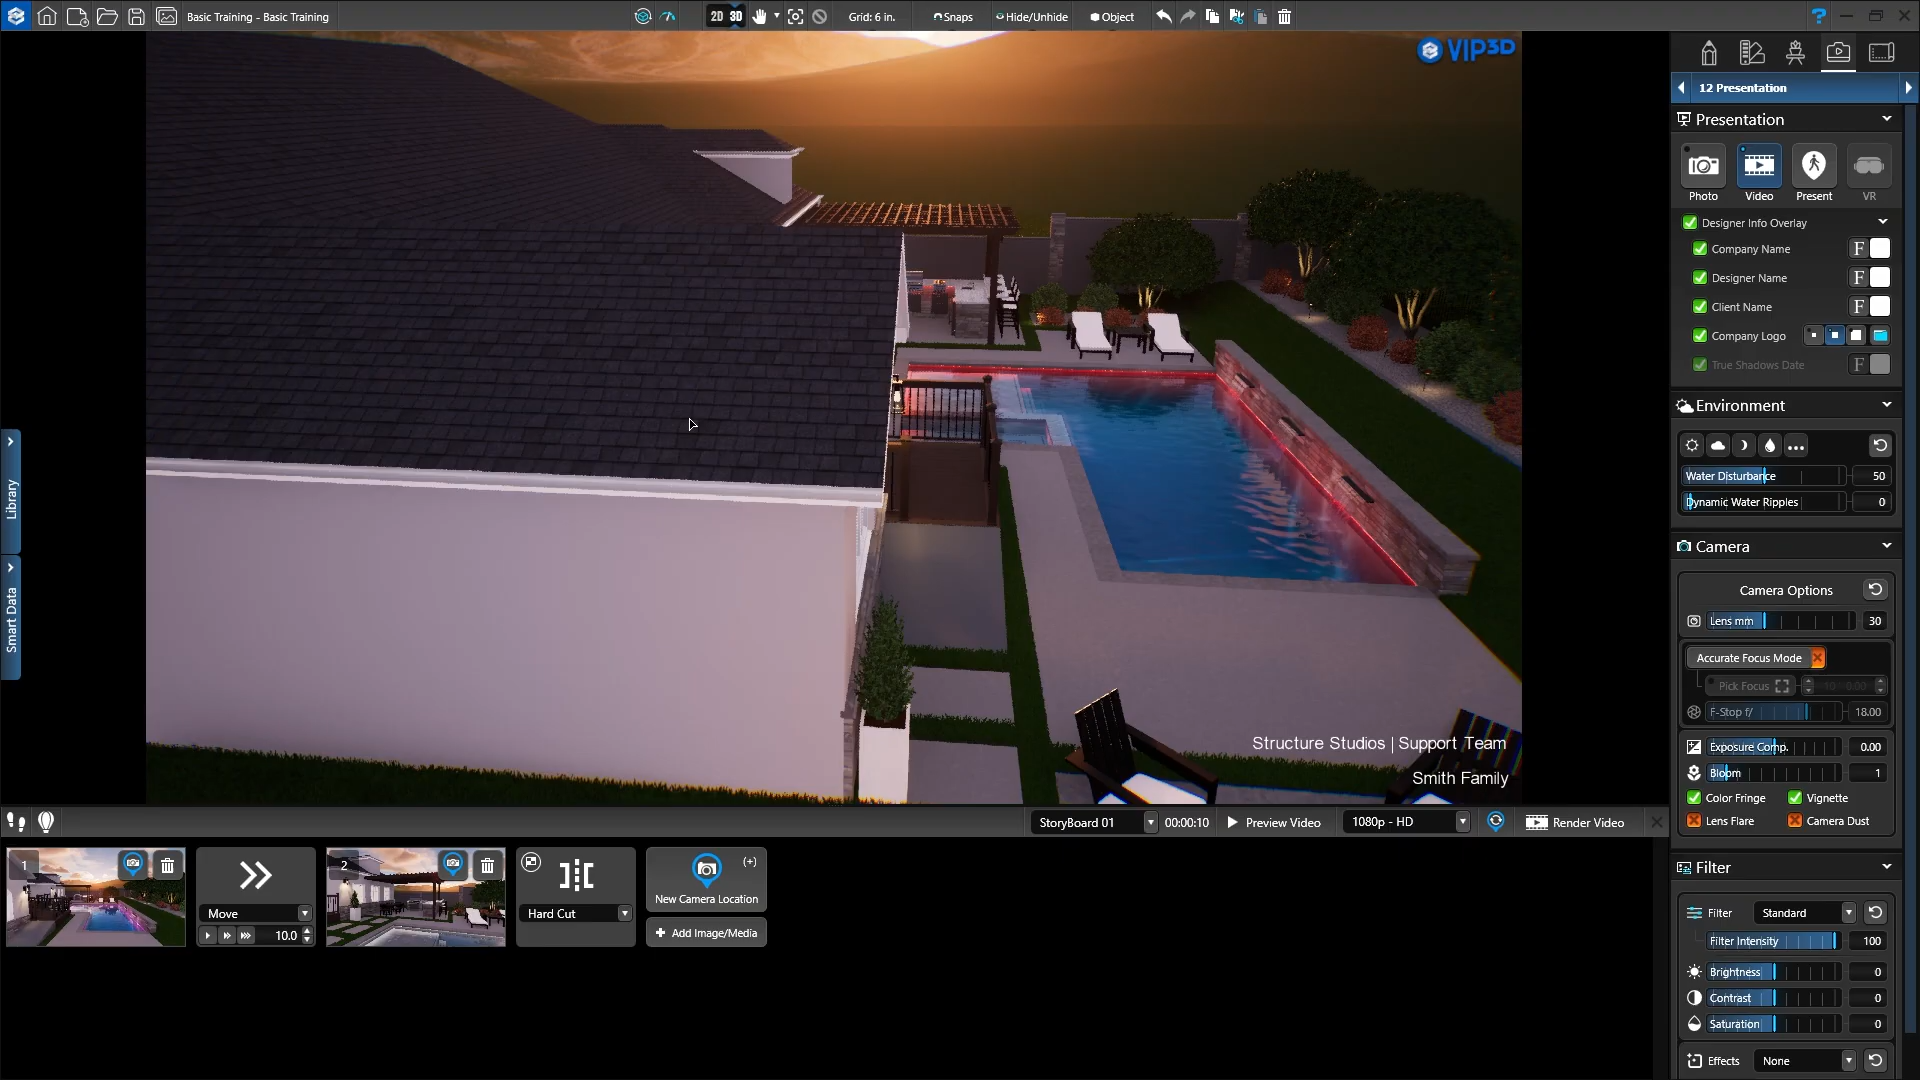 Basic Training - Basic Training
2D 3D
Grid: 6 in.
Snaps
Hide/Unhide
Object
?
VIP3D
12 Presentation
Presentation
Photo
Video
Present
VR
Designer Info Overlay
Company Name
F
Designer Name
F
Client Name
F
Company Logo
True Shadows Date
F
Environment
Water Disturbance
50
Dynamic Water Ripples
0
Camera
Camera Options
Lens mm
30
Accurate Focus Mode
Pick Focus
F-Stop f/
18.00
Exposure Comp.
0.00
Bloom
1
Color Fringe
Vignette
Lens Flare
Camera Dust
Filter
Filter
Standard
Filter Intensity
100
Brightness
0
Contrast
0
Saturation
0
Effects
None
Library
Smart Data
Structure Studios | Support Team
Smith Family
StoryBoard 01
00:00:10
Preview Video
1080p - HD
Render Video
1
Move
10.0
2
Hard Cut
(+)
New Camera Location
+ Add Image/Media